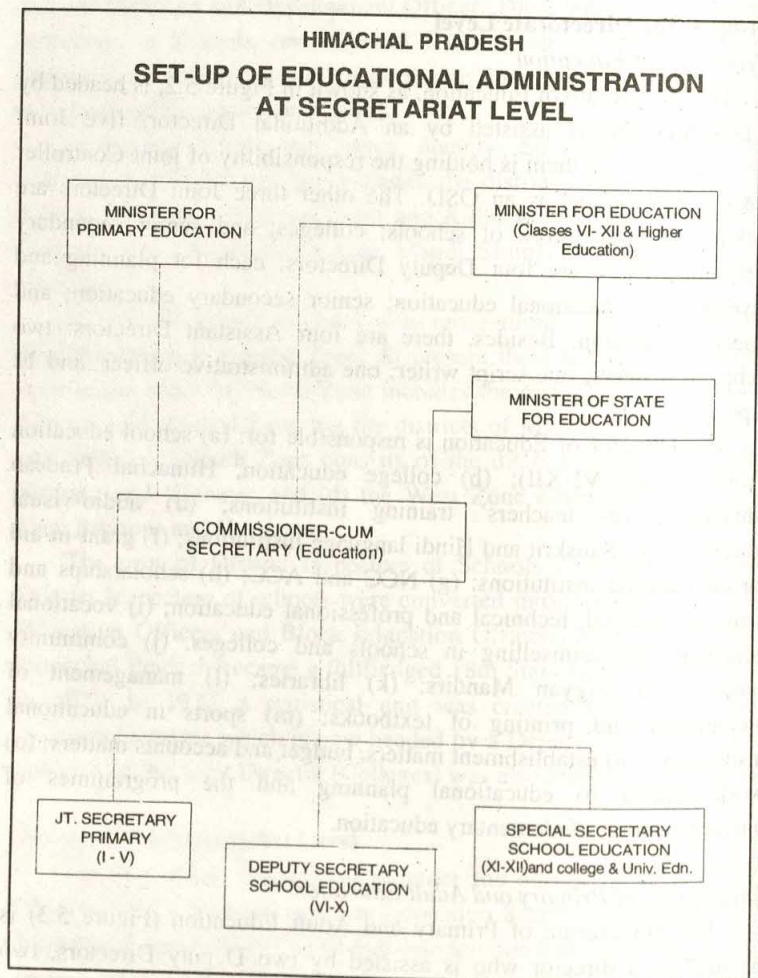 HIMACHAL PRADESH
SET-UP OF EDUCATIONAL ADMINISTRATION
AT SECRETARIAT LEVEL
MINISTER FOR
PRIMARY EDUCATION
MINISTER FOR EDUCATION
(Classes VI- XII & Higher
Education)
MINISTER OF STATE
FOR EDUCATION
COMMISSIONER-CUM
SECRETARY (Education)
JT. SECRETARY
PRIMARY
(I - V)
DEPUTY SECRETARY
SCHOOL EDUCATION
(VI-X)
SPECIAL SECRETARY
SCHOOL EDUCATION
(XI-XII)and college & Univ. Edn.